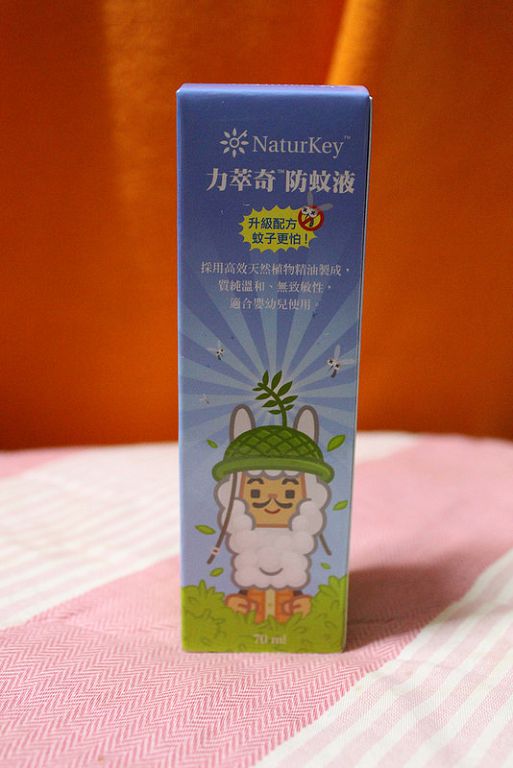 NaturKey™
力萃奇™防蚊液
升級配方
蚊子更怕！
採用高效天然植物精油製成，
質純溫和、無致敏性，
適合嬰幼兒使用。
70 ml